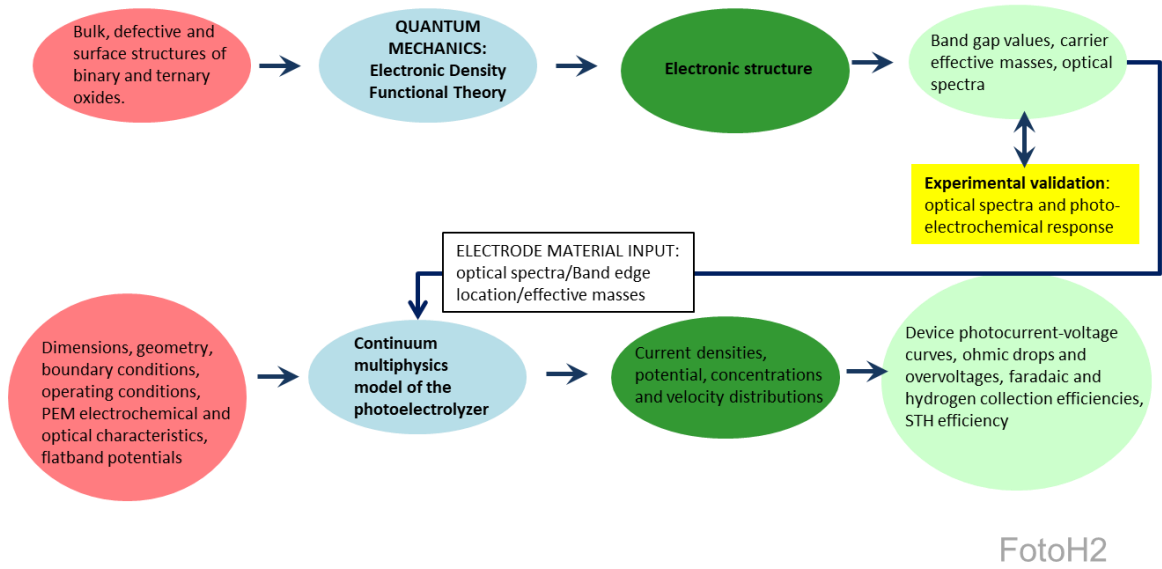 Bulk, defective and
surface structures of
binary and ternary
oxides.
QUANTUM
MECHANICS:
Electronic Density
Functional Theory
Electronic structure
Band gap values, carrier
effective masses, optical
spectra
Experimental validation:
optical spectra and photo-
electrochemical response
ELECTRODE MATERIAL INPUT:
optical spectra/Band edge
location/effective masses
Dimensions, geometry,
boundary conditions,
operating conditions,
PEM electrochemical and
optical characteristics,
flatband potentials
Continuum
multiphysics
model of the
photoelectrolyzer
Current densities,
potential, concentrations
and velocity distributions
Device photocurrent-voltage
curves, ohmic drops and
overvoltages, faradaic and
hydrogen collection efficiencies,
STH efficiency
FotoH2